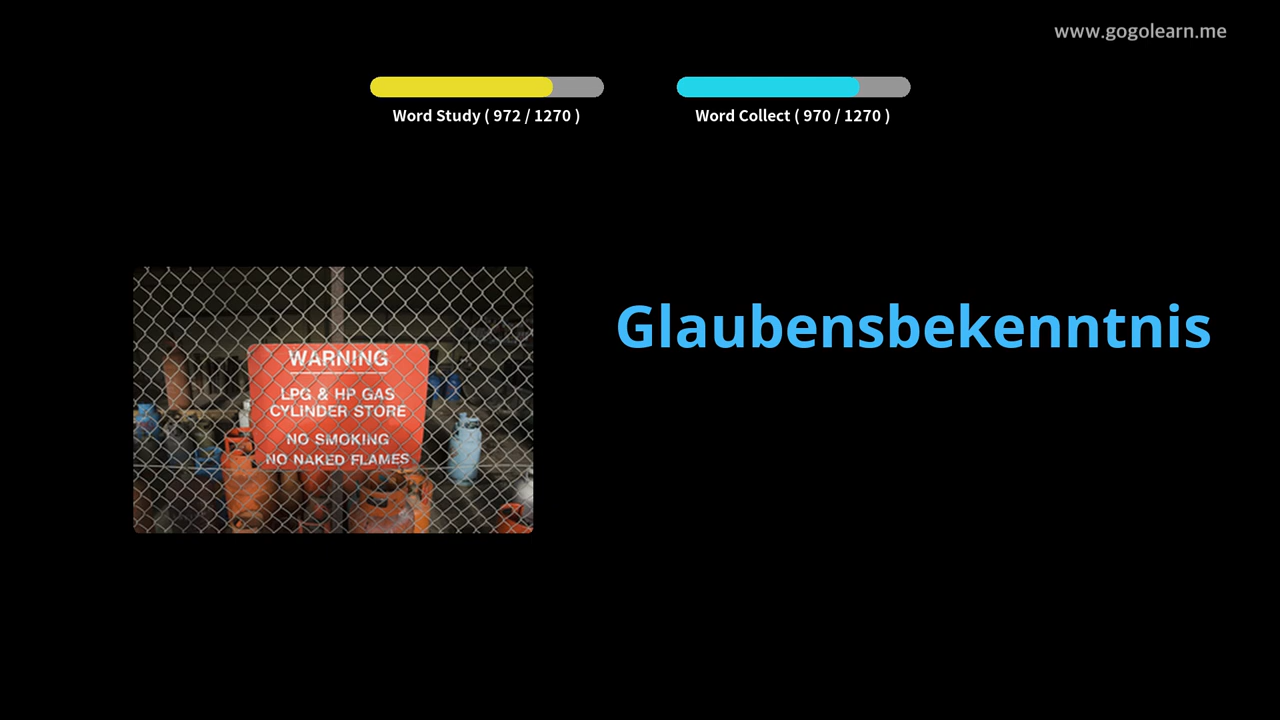 www.gogolearn.me
Word Study ( 972 / 1270 )
Word Collect ( 970 / 1270 )
Glaubensbekenntnis
WARNING
LPG & HP GAS
CYLINDER STORE
NO SMOKING
NO NAKED FLAMES